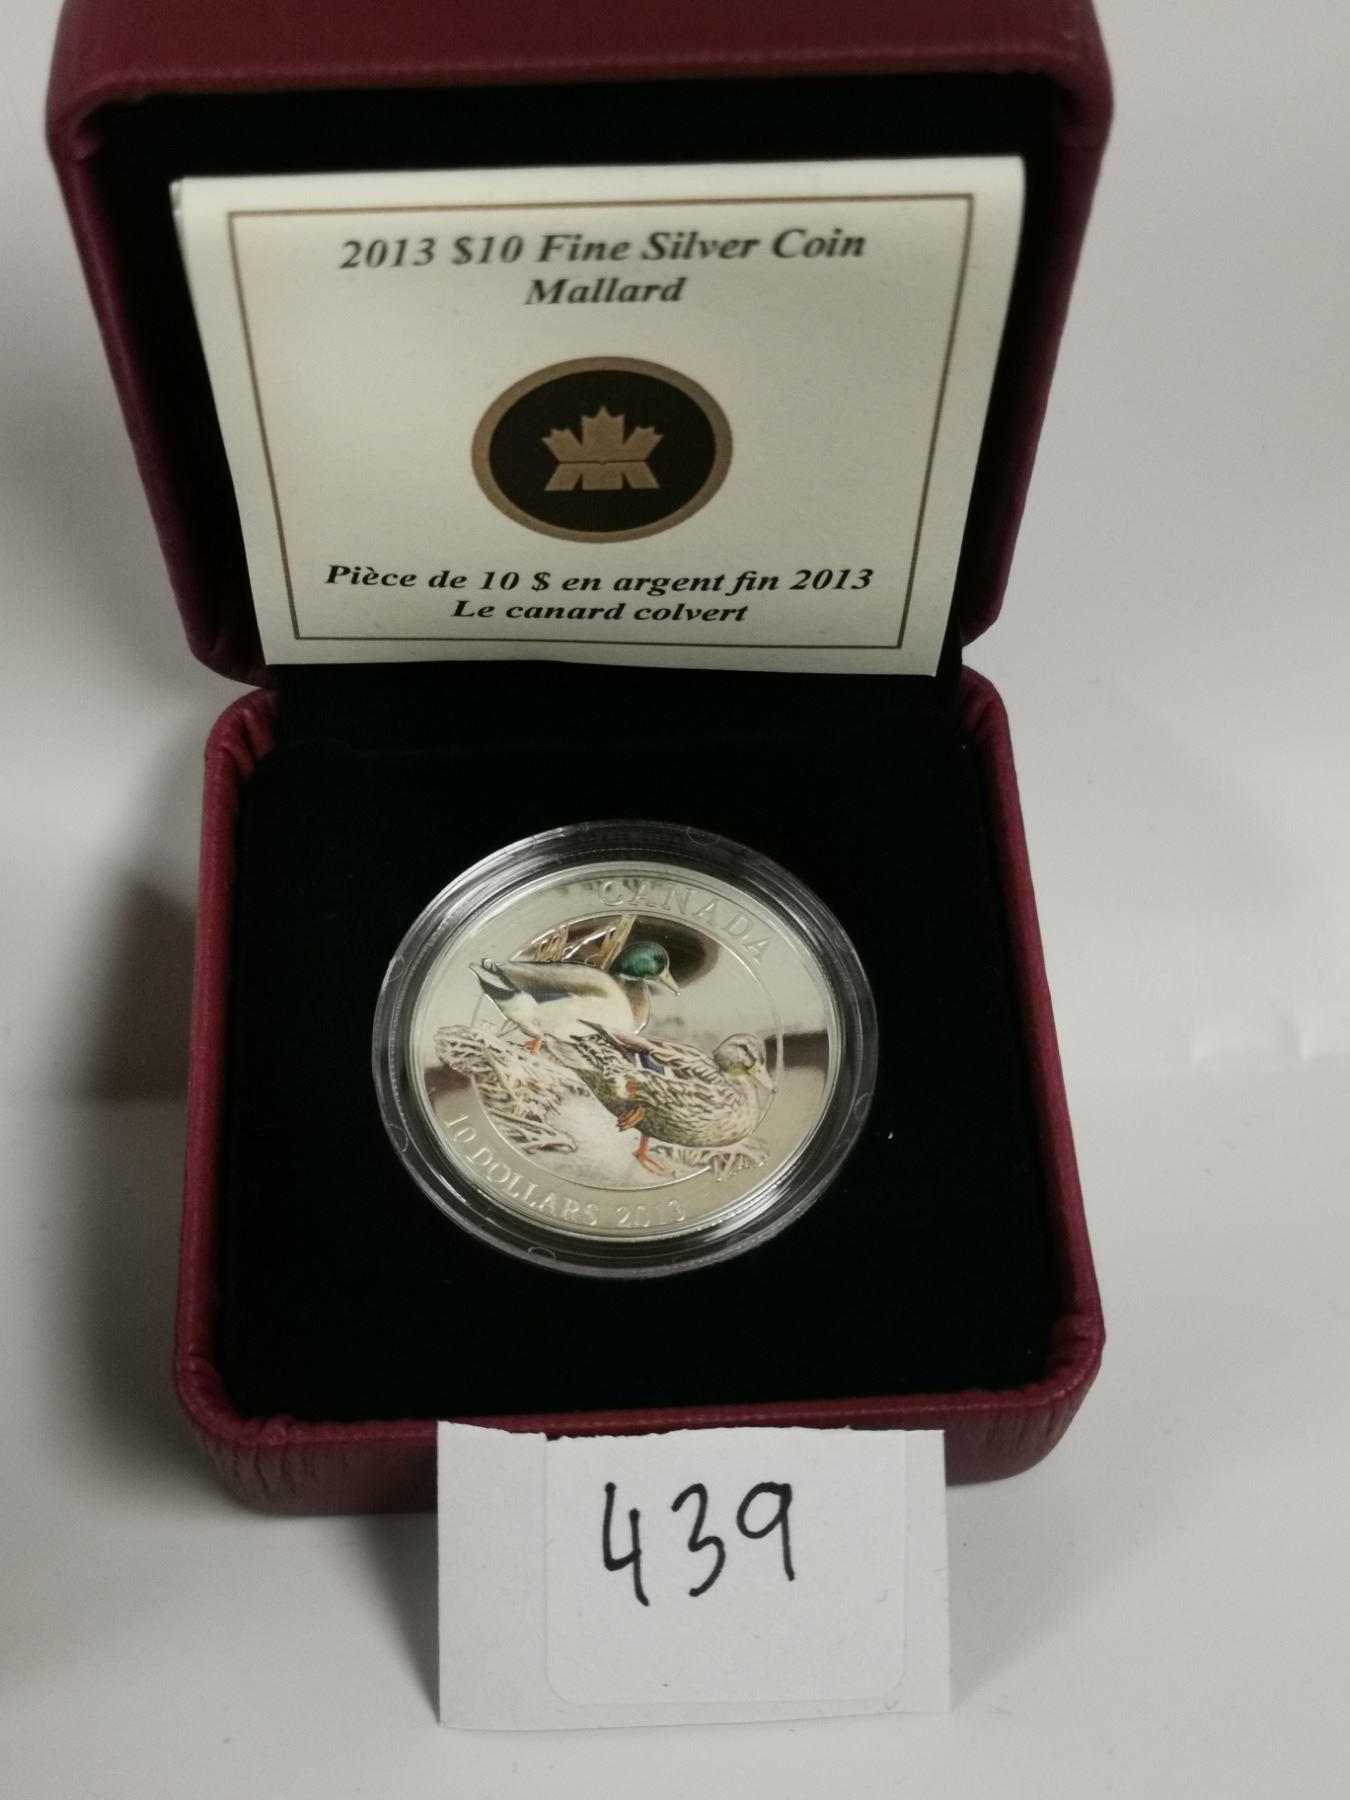 2013 $10 Fine Silver Coin
Mallard
Pièce de 10 $ en argent fin 2013
Le canard colvert
CANADA
10 DOLLARS 2013
439